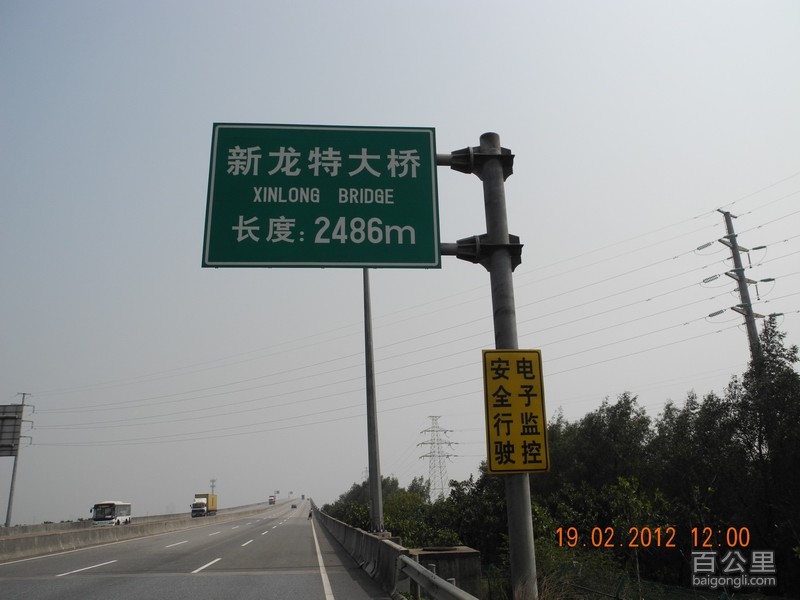 新龙特大桥
XINLONG BRIDGE
长度: 2486m
电子监控
安全行驶
19.02.2012 12:00
百公里
baigongli.cn